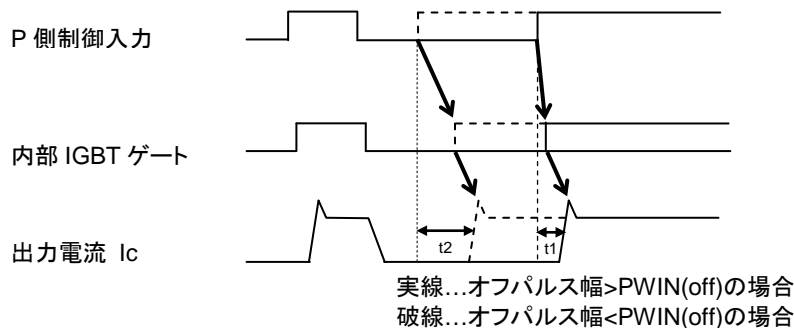 P 側制御入力
内部 IGBT ゲート
出力電流 Ic
t2
t1
実線…オフパルス幅>PWIN(off)の場合
破線…オフパルス幅<PWIN(off)の場合